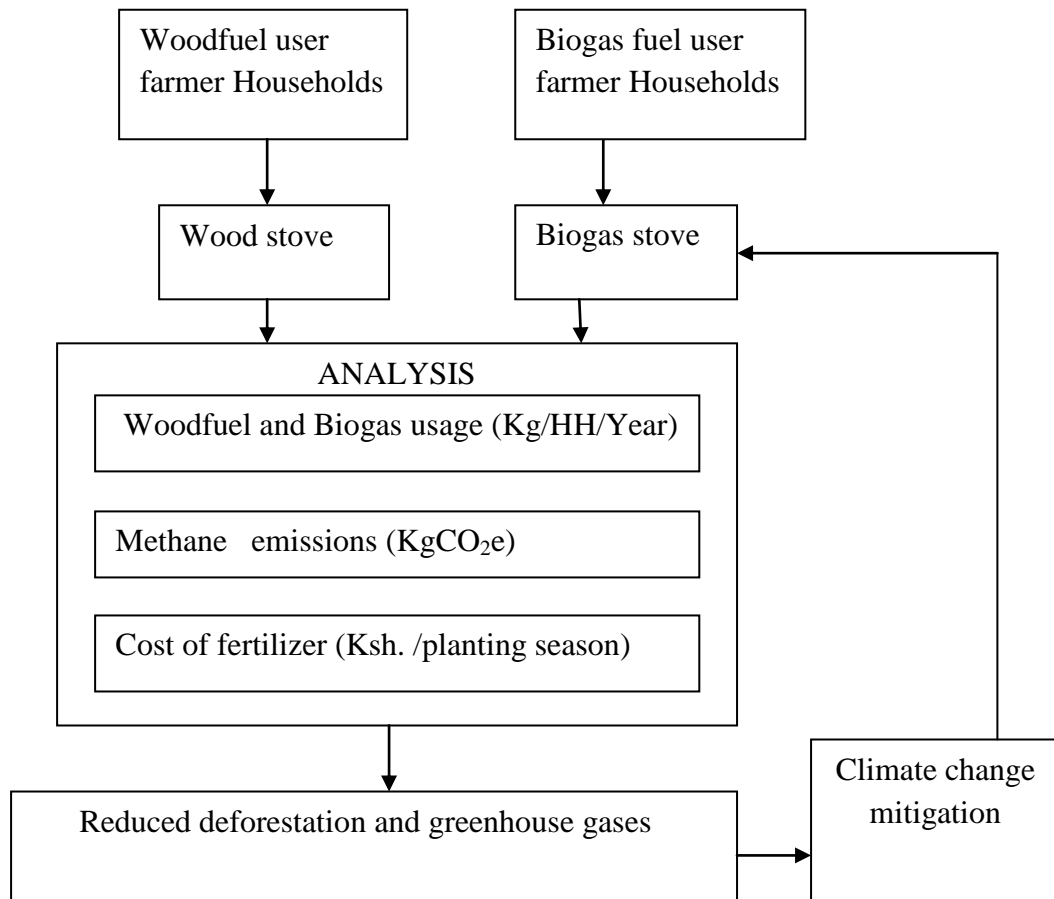 Woodfuel user
farmer Households
Biogas fuel user
farmer Households
Wood stove
Biogas stove
ANALYSIS
Woodfuel and Biogas usage (Kg/HH/Year)
Methane emissions (KgCO₂e)
Cost of fertilizer (Ksh. /planting season)
Climate change
mitigation
Reduced deforestation and greenhouse gases